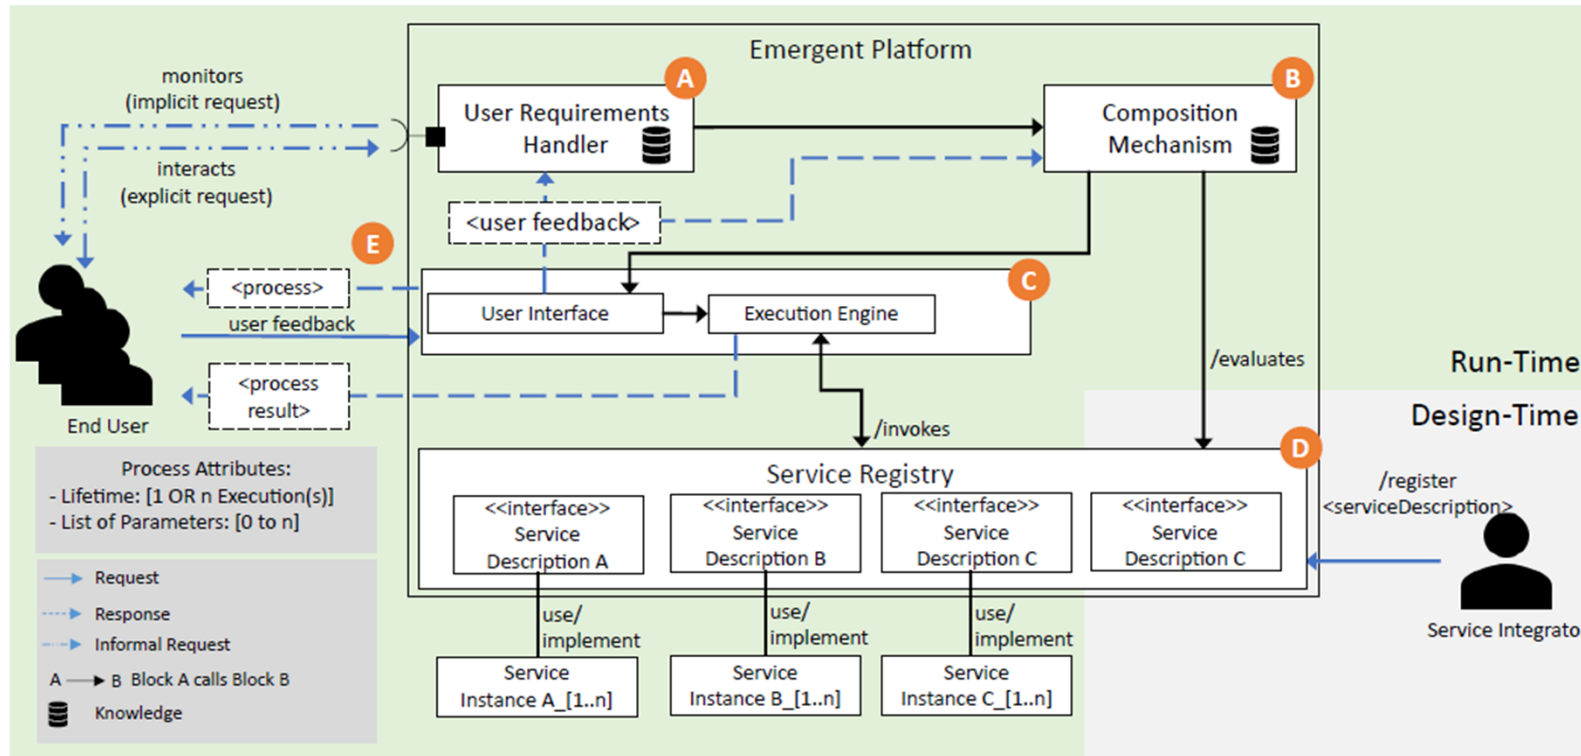 Emergent Platform
monitors
(implicit request)
A
B
User Requirements
Handler
Composition
Mechanism
interacts
(explicit request)
<user feedback>
E
C
<process>
user feedback
User Interface
Execution Engine
<process
result>
/evaluates
Run-Time
Design-Time
End User
/invokes
D
Process Attributes:
- Lifetime: [1 OR n Execution(s)]
- List of Parameters: [0 to n]
Service Registry
<<interface>>
Service
Description A
<<interface>>
Service
Description B
<<interface>>
Service
Description C
<<interface>>
Service
Description C
/register
<serviceDescription>
Request
Response
Informal Request
A B Block A calls Block B
Knowledge
use/
implement
use/
implement
use/
implement
Service Integrato
Service
Instance A_[1..n]
Service
Instance B_[1..n]
Service
Instance C_[1..n]